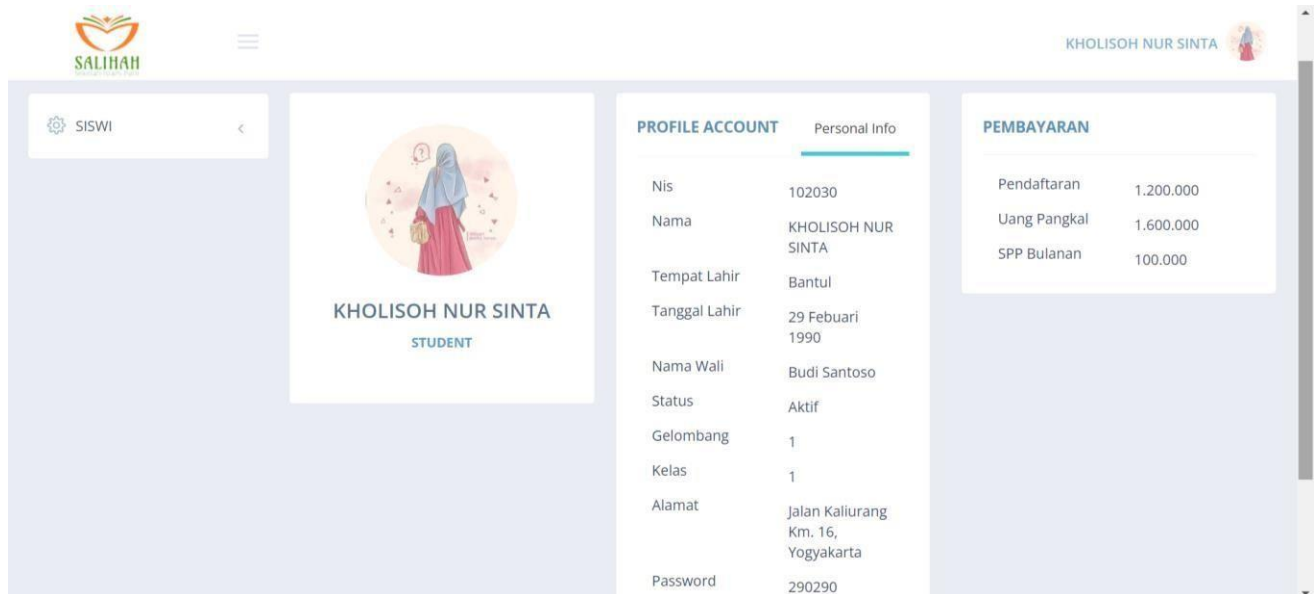 SALIHAH
KHOLISOH NUR SINTA
SISWI
KHOLISOH NUR SINTA
STUDENT
PROFILE ACCOUNT Personal Info
Nis 102030
Nama KHOLISOH NUR
SINTA
Tempat Lahir Bantul
Tanggal Lahir 29 Febuari
1990
Nama Wali Budi Santoso
Status Aktif
Gelombang 1
Kelas 1
Alamat Jalan Kaliurang
Km. 16,
Yogyakarta
Password 290290
PEMBAYARAN
Pendaftaran 1.200.000
Uang Pangkal 1.600.000
SPP Bulanan 100.000